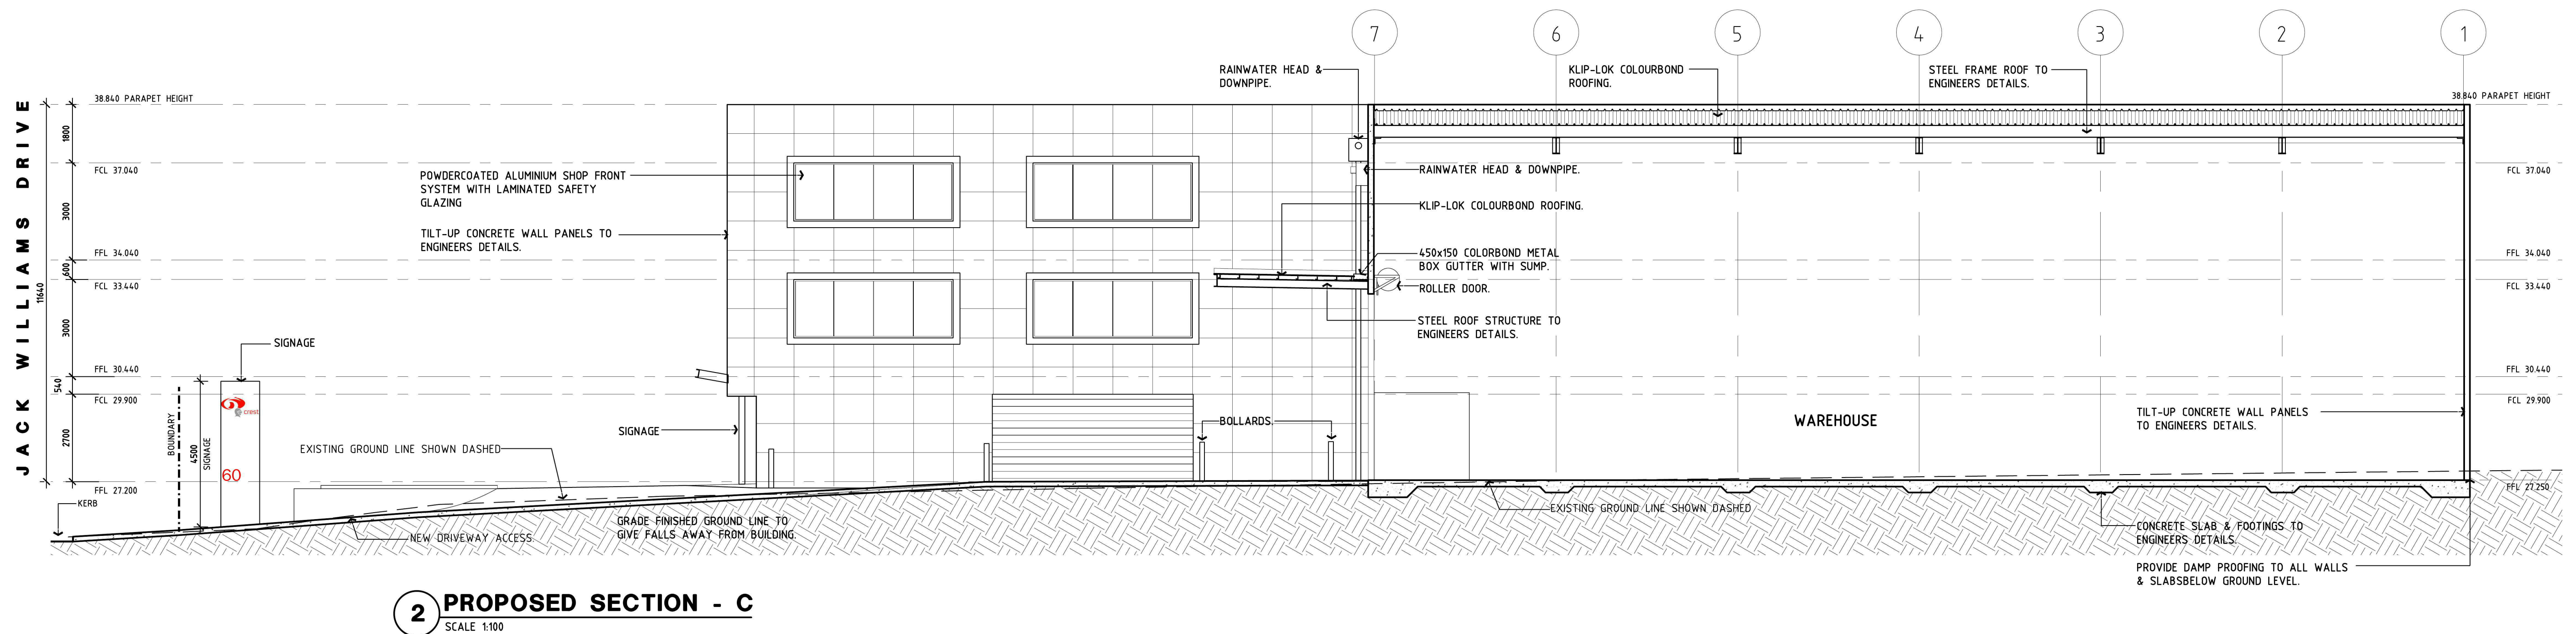 7 6 5 4 3 2 1
RAINWATER HEAD &
DOWNPIPE.
KLIP-LOK COLOURBOND
ROOFING.
STEEL FRAME ROOF TO
ENGINEERS DETAILS.
JACK WILLIAMS DRIVE
38.840 PARAPET HEIGHT
38.840 PARAPET HEIGHT
1800
FCL 37.040
FCL 37.040
POWDERCOATED ALUMINIUM SHOP FRONT
SYSTEM WITH LAMINATED SAFETY
GLAZING
RAINWATER HEAD & DOWNPIPE.
3000
KLIP-LOK COLOURBOND ROOFING.
TILT-UP CONCRETE WALL PANELS TO
ENGINEERS DETAILS.
FFL 34.040
450x150 COLORBOND METAL
BOX GUTTER WITH SUMP.
FFL 34.040
600
11640
FCL 33.440
ROLLER DOOR.
FCL 33.440
3000
STEEL ROOF STRUCTURE TO
ENGINEERS DETAILS.
SIGNAGE
FFL 30.440
FFL 30.440
540
FCL 29.900
FCL 29.900
crest
BOUNDARY
4500
SIGNAGE
2700
60
SIGNAGE
BOLLARDS.
WAREHOUSE
TILT-UP CONCRETE WALL PANELS
TO ENGINEERS DETAILS.
EXISTING GROUND LINE SHOWN DASHED
FFL 27.200
FFL 27.250
KERB
EXISTING GROUND LINE SHOWN DASHED
GRADE FINISHED GROUND LINE TO
GIVE FALLS AWAY FROM BUILDING.
NEW DRIVEWAY ACCESS.
CONCRETE SLAB & FOOTINGS TO
ENGINEERS DETAILS.
PROVIDE DAMP PROOFING TO ALL WALLS
& SLABSBELOW GROUND LEVEL.
2 PROPOSED SECTION - C
SCALE 1:100